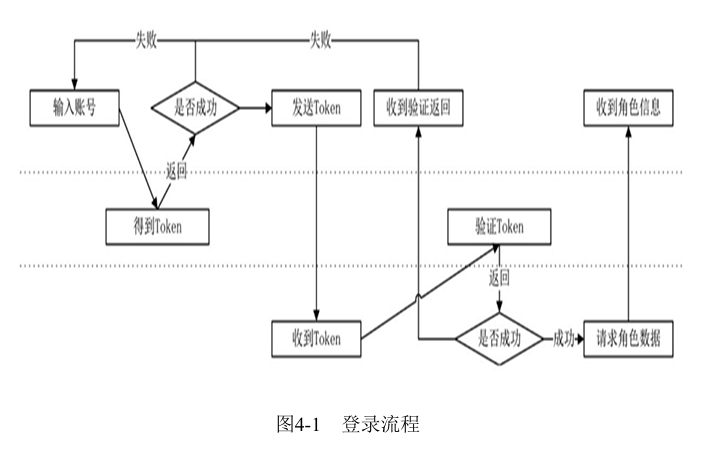 失败
失败
输入账号
是否成功
发送Token
收到验证返回
收到角色信息
返回
得到Token
验证Token
返回
收到Token
是否成功
成功
请求角色数据
图4-1 登录流程